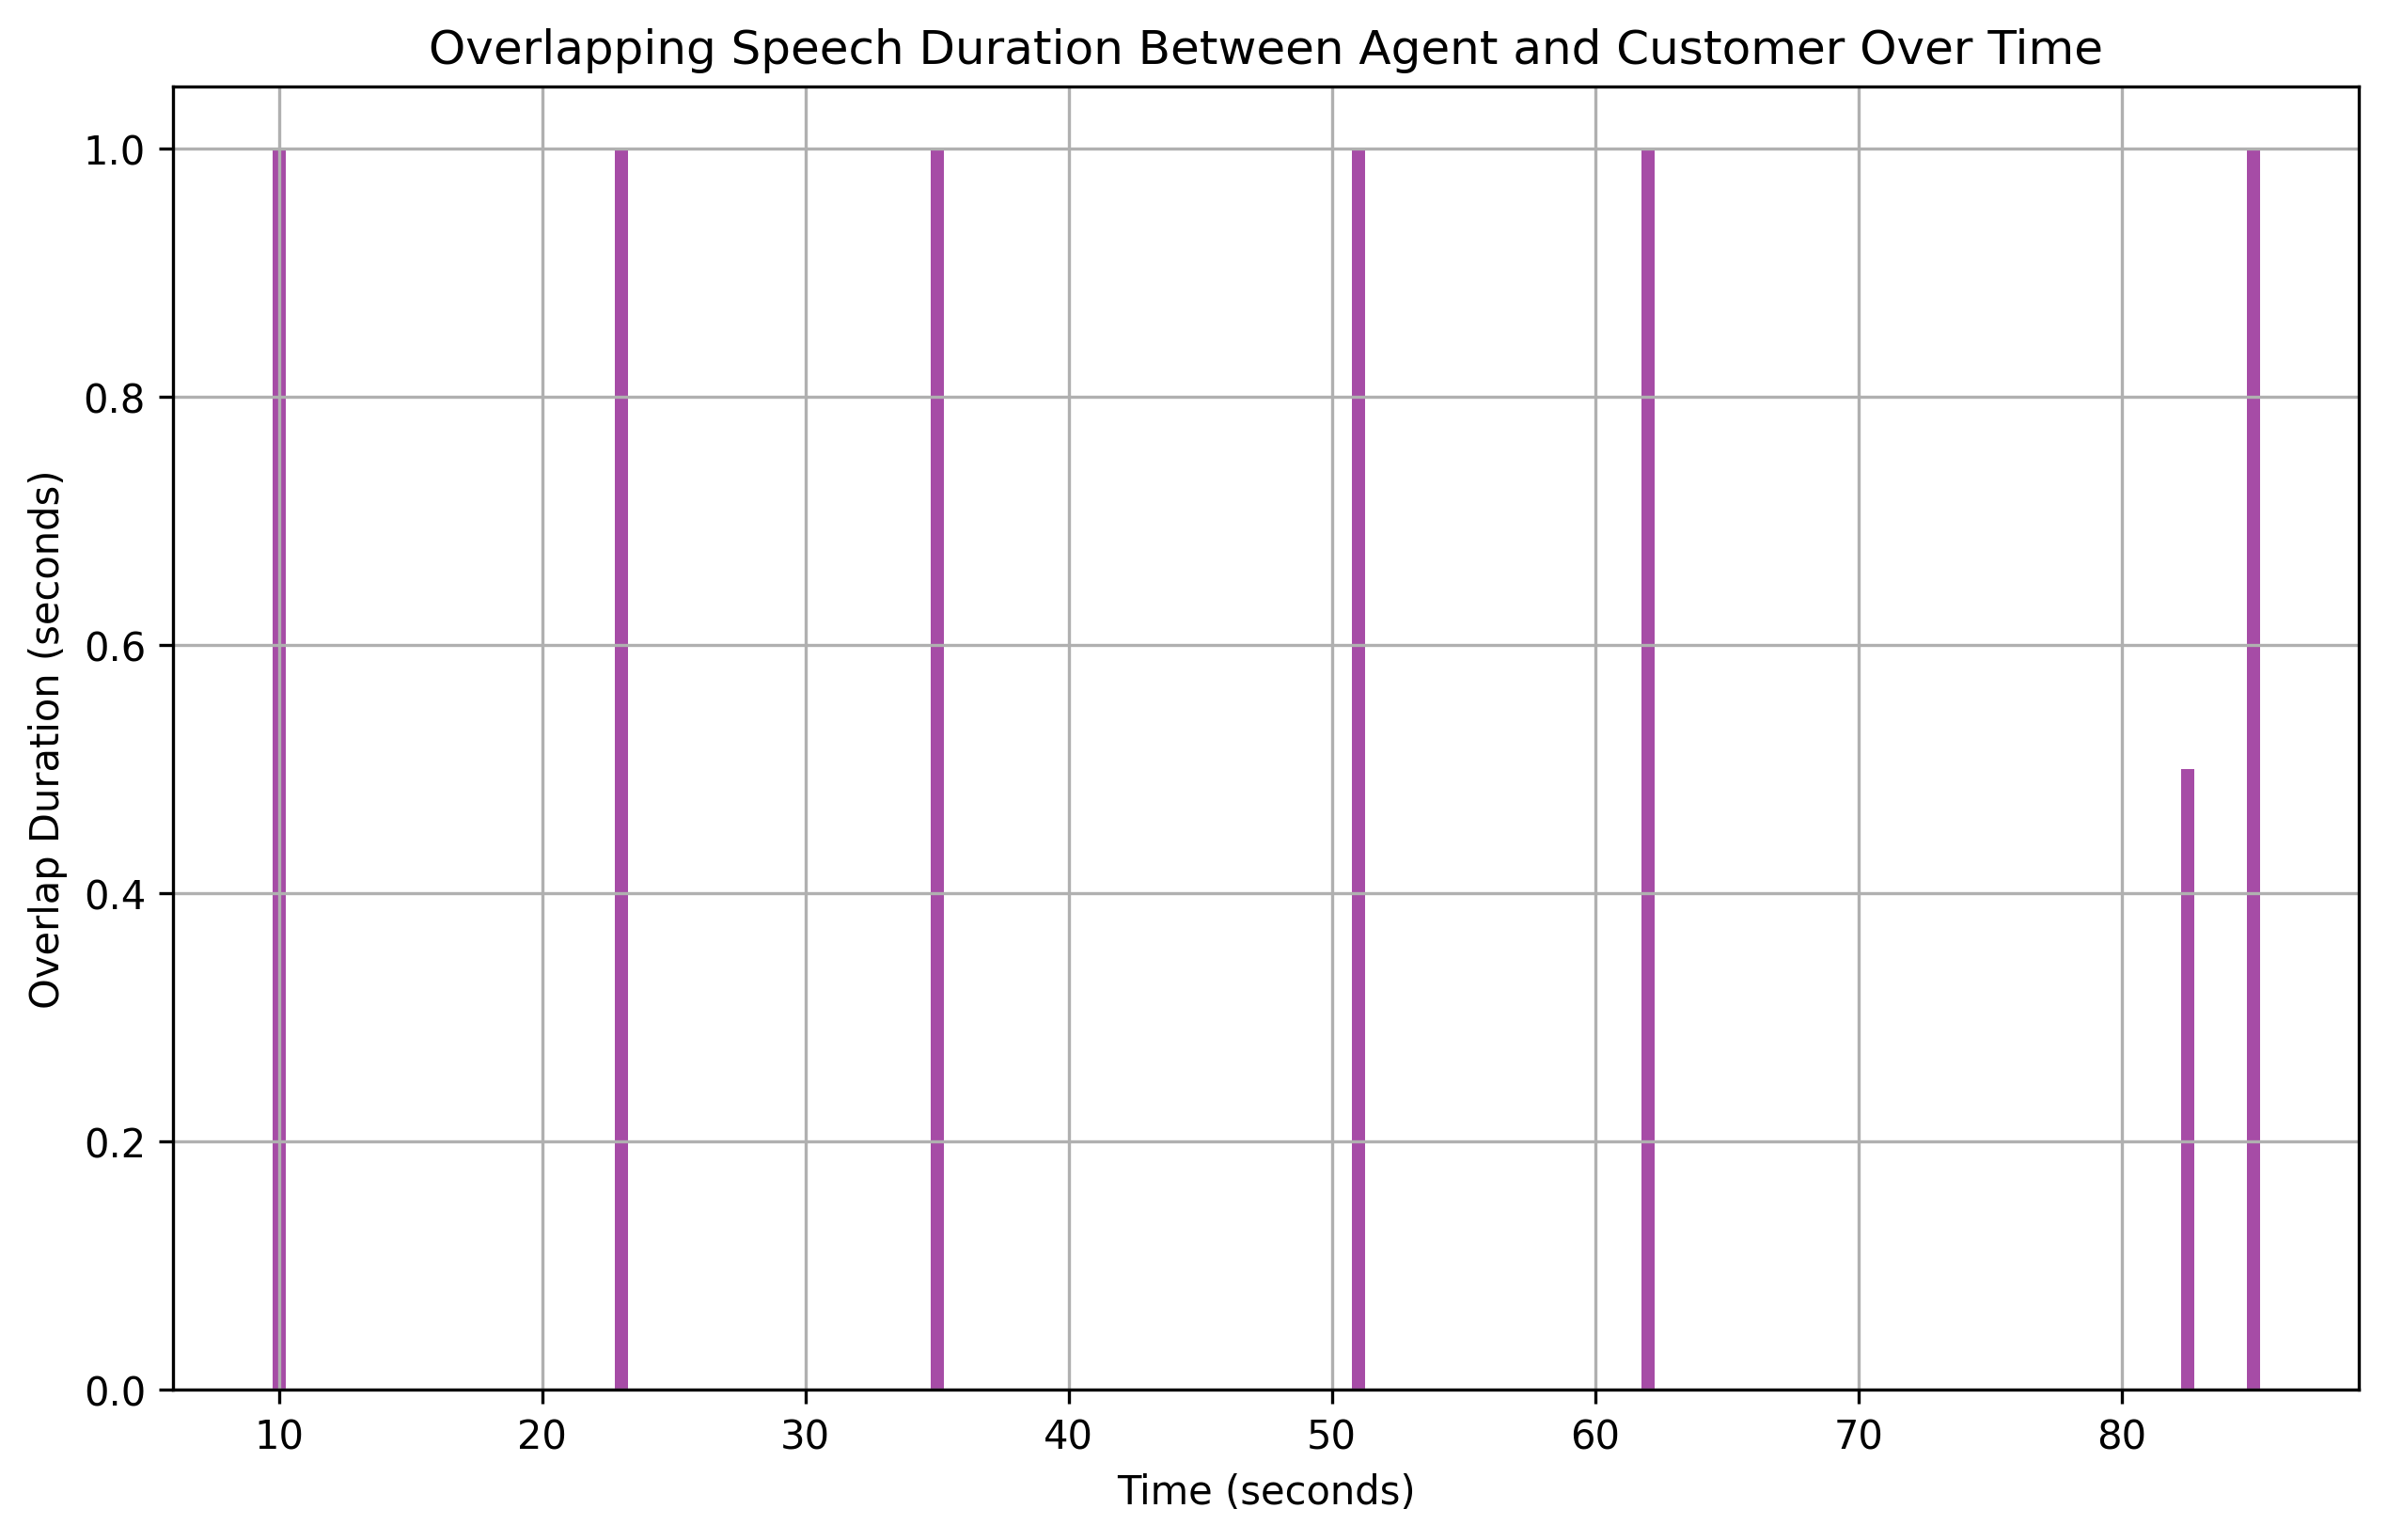 Overlapping Speech Duration Between Agent and Customer Over Time
1.0
0.8
0.6
0.4
0.2
0.0
Overlap Duration (seconds)
10 20 30 40 50 60 70 80
Time (seconds)